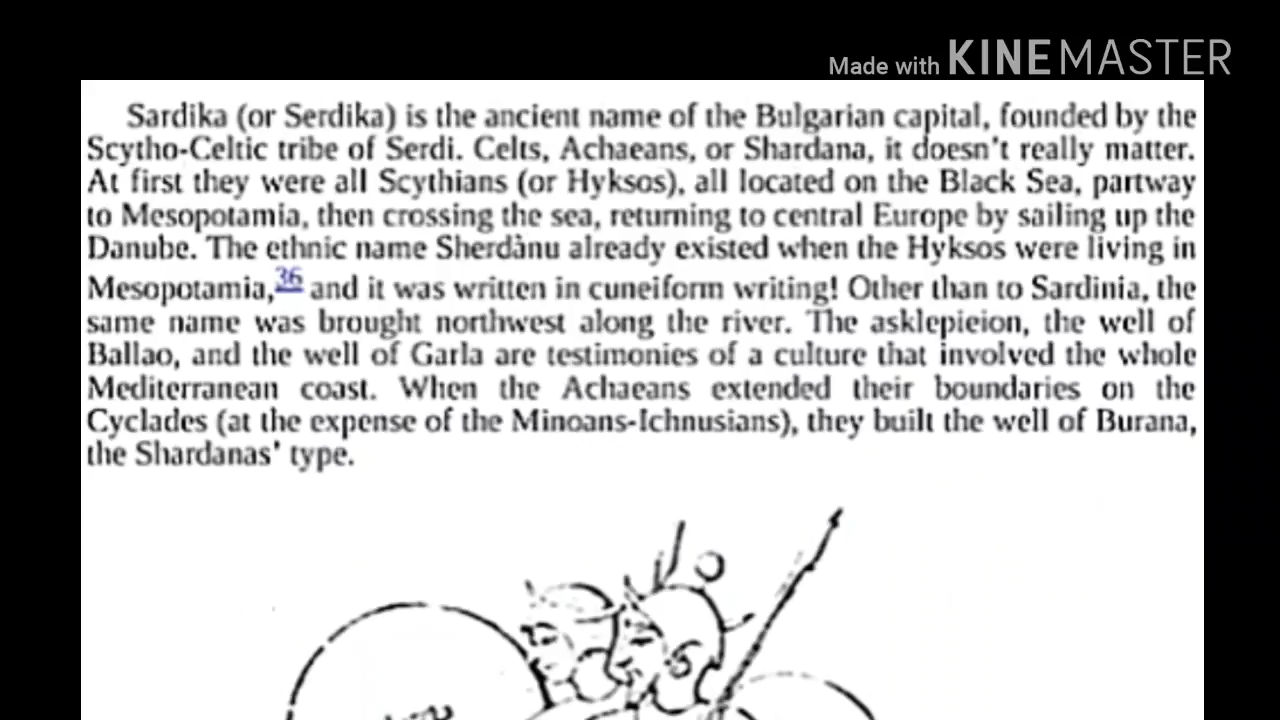 Made with KINEMASTER
Sardika (or Serdika) is the ancient name of the Bulgarian capital, founded by the
Scytho-Celtic tribe of Serdi. Celts, Achaeans, or Shardana, it doesn't really matter.
At first they were all Scythians (or Hyksos), all located on the Black Sea, partway
to Mesopotamia, then crossing the sea, returning to central Europe by sailing up the
Danube. The ethnic name Sherdànu already existed when the Hyksos were living in
Mesopotamia,36 and it was written in cuneiform writing! Other than to Sardinia, the
same name was brought northwest along the river. The asklepieion, the well of
Ballao, and the well of Garla are testimonies of a culture that involved the whole
Mediterranean coast. When the Achaeans extended their boundaries on the
Cyclades (at the expense of the Minoans-Ichnusians), they built the well of Burana,
the Shardanas' type.